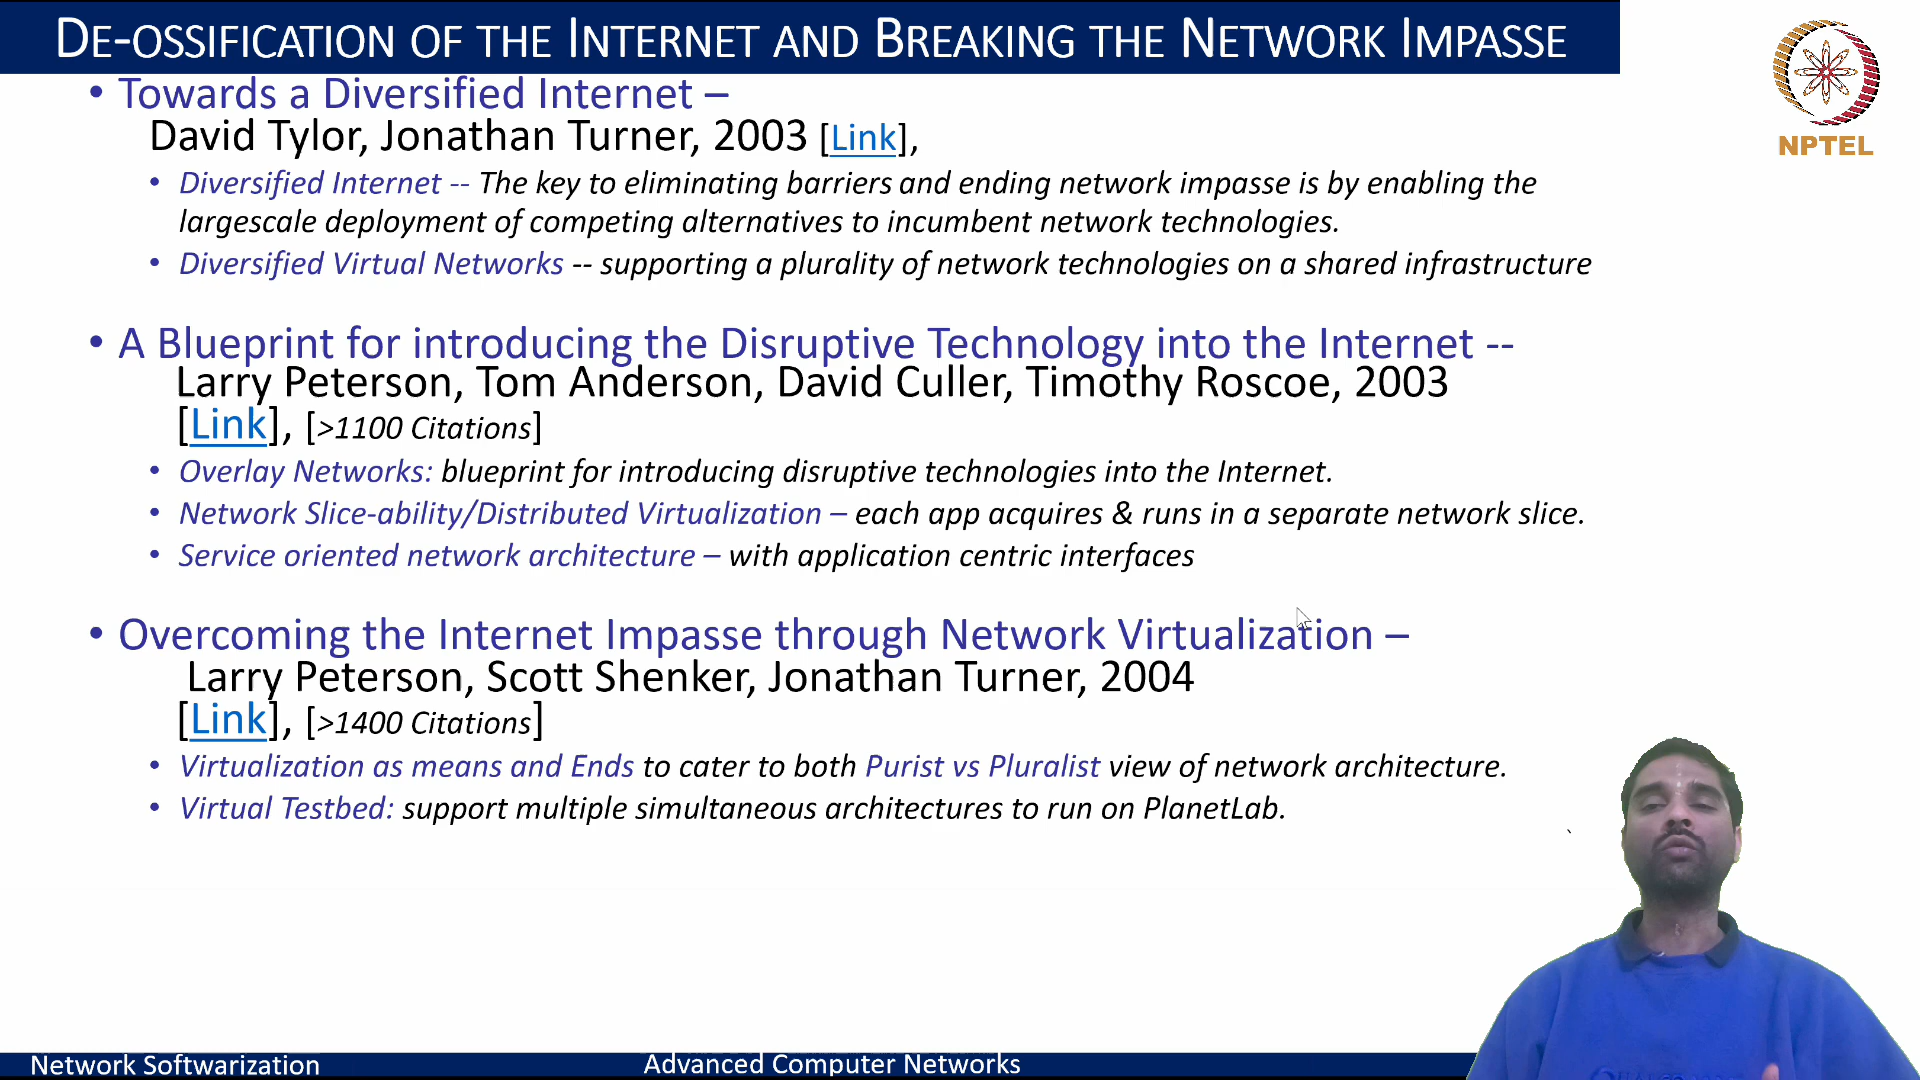 DE-OSSIFICATION OF THE INTERNET AND BREAKING THE NETWORK IMPASSE
NPTEL
• Towards a Diversified Internet –
David Tylor, Jonathan Turner, 2003 [Link],
• Diversified Internet -- The key to eliminating barriers and ending network impasse is by enabling the
largescale deployment of competing alternatives to incumbent network technologies.
• Diversified Virtual Networks -- supporting a plurality of network technologies on a shared infrastructure
• A Blueprint for introducing the Disruptive Technology into the Internet --
Larry Peterson, Tom Anderson, David Culler, Timothy Roscoe, 2003
[Link], [>1100 Citations]
• Overlay Networks: blueprint for introducing disruptive technologies into the Internet.
• Network Slice-ability/Distributed Virtualization – each app acquires & runs in a separate network slice.
• Service oriented network architecture – with application centric interfaces
• Overcoming the Internet Impasse through Network Virtualization –
Larry Peterson, Scott Shenker, Jonathan Turner, 2004
[Link], [>1400 Citations]
• Virtualization as means and Ends to cater to both Purist vs Pluralist view of network architecture.
• Virtual Testbed: support multiple simultaneous architectures to run on PlanetLab.
Network Softwarization
Advanced Computer Networks